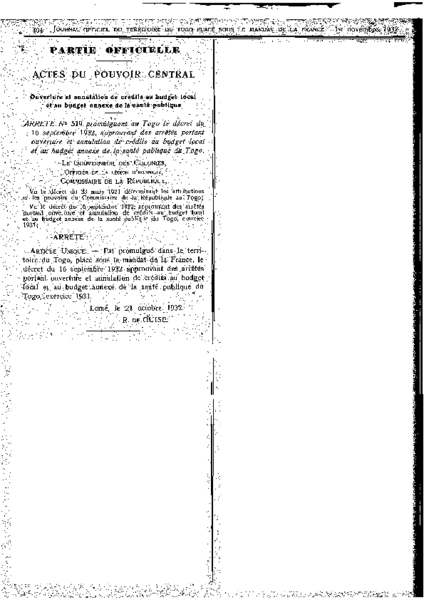 404 JOURNAL OFFICIEL DU TERRITOIRE DU TOGO PLACÉ SOUS LE MANDAT DE LA FRANCE 1er novembre 1932
PARTIE OFFICIELLE
ACTES DU POUVOIR CENTRAL
Ouverture et annulation de crédits au budget local
et au budget annexe de la santé publique
ARRETE No 519 promulguant au Togo le décret du
16 septembre 1932, approuvant des arrêtés portant
ouverture et annulation de crédits au budget local
et au budget annexe de la santé publique du Togo.
LE GOUVERNEUR DES COLONIES,
OFFICIER DE LA LÉGION D'HONNEUR,
COMMISSAIRE DE LA RÉPUBLIQUE,
Vu le décret du 23 mars 1921 déterminant les attributions
et les pouvoirs du Commissaire de la République au Togo;
Vu le décret du 16 septembre 1932, approuvant des arrêtés
portant ouverture et annulation de crédits au budget local
et au budget annexe de la santé publique du Togo, exercice
1931;
ARRETE:
ARTICLE UNIQUE. — Est promulgué dans le terri-
toire du Togo, placé sous le mandat de la France, le
décret du 16 septembre 1932 approuvant des arrêtés
portant ouverture et annulation de crédits au budget
local et au budget annexe de la santé publique du
Togo, exercice 1931.
Lomé, le 21 octobre 1932.
R. DE GUISE.